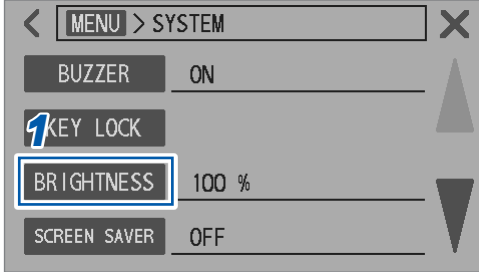 MENU > SYSTEM
BUZZER ON
1 KEY LOCK
BRIGHTNESS 100 %
SCREEN SAVER OFF